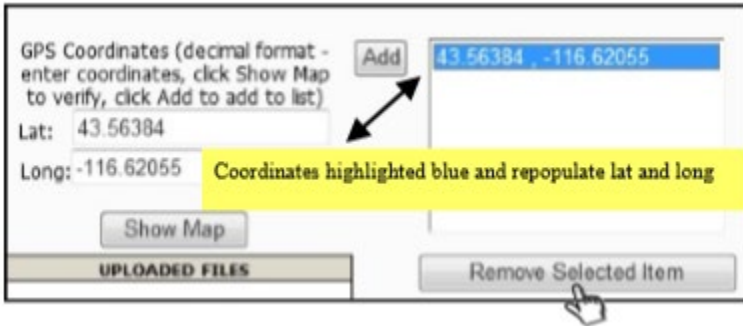 GPS Coordinates (decimal format -
enter coordinates, click Show Map
to verify, click Add to add to list)
Lat: 43.56384
Long: -116.62055
Show Map
UPLOADED FILES
Add
43.56384 , -116.62055
Coordinates highlighted blue and repopulate lat and long
Remove Selected Item